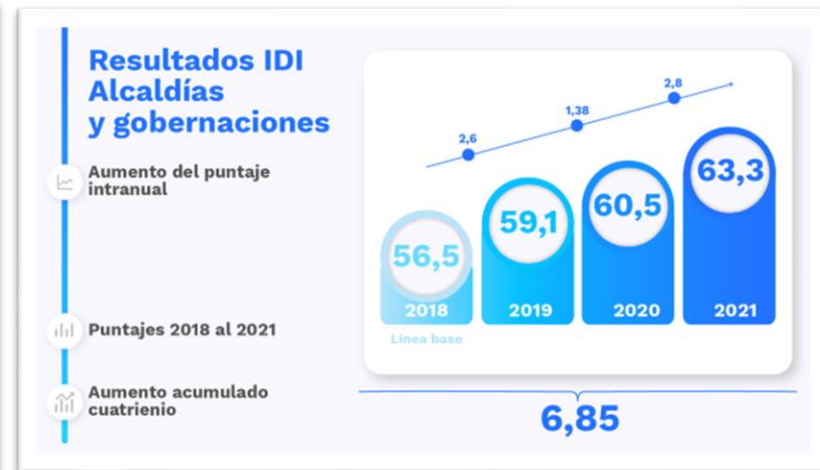 Resultados IDI
Alcaldías
y gobernaciones
Aumento del puntaje
intranual
Puntajes 2018 al 2021
Aumento acumulado
cuatrienio
2,6
1,38
2,8
56,5
59,1
60,5
63,3
2018
2019
2020
2021
Línea base
6,85